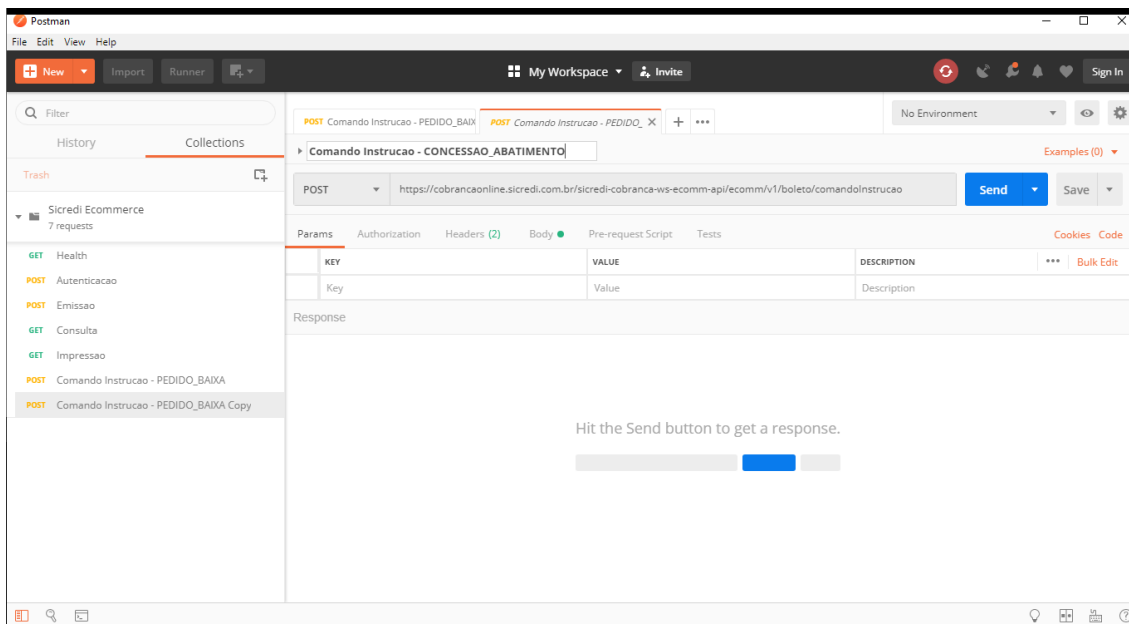 Postman
File Edit View Help
New Import Runner My Workspace Invite Sign In
Filter
History Collections
Trash
Sicredi Ecommerce
7 requests
GET Health
POST Autenticacao
POST Emissao
GET Consulta
GET Impressao
POST Comando Instrucao - PEDIDO_BAIXA
POST Comando Instrucao - PEDIDO_BAIXA Copy
POST Comando Instrucao - PEDIDO_BAIX POST Comando Instrucao - PEDIDO_ No Environment
Comando Instrucao - CONCESSAO_ABATIMENTO Examples (0)
POST https://cobrancaonline.sicredi.com.br/sicredi-cobranca-ws-ecomm-api/ecomm/v1/boleto/comandoInstrucao Send Save
Params Authorization Headers (2) Body Pre-request Script Tests Cookies Code
KEY VALUE DESCRIPTION Bulk Edit
Key Value Description
Response
Hit the Send button to get a response.